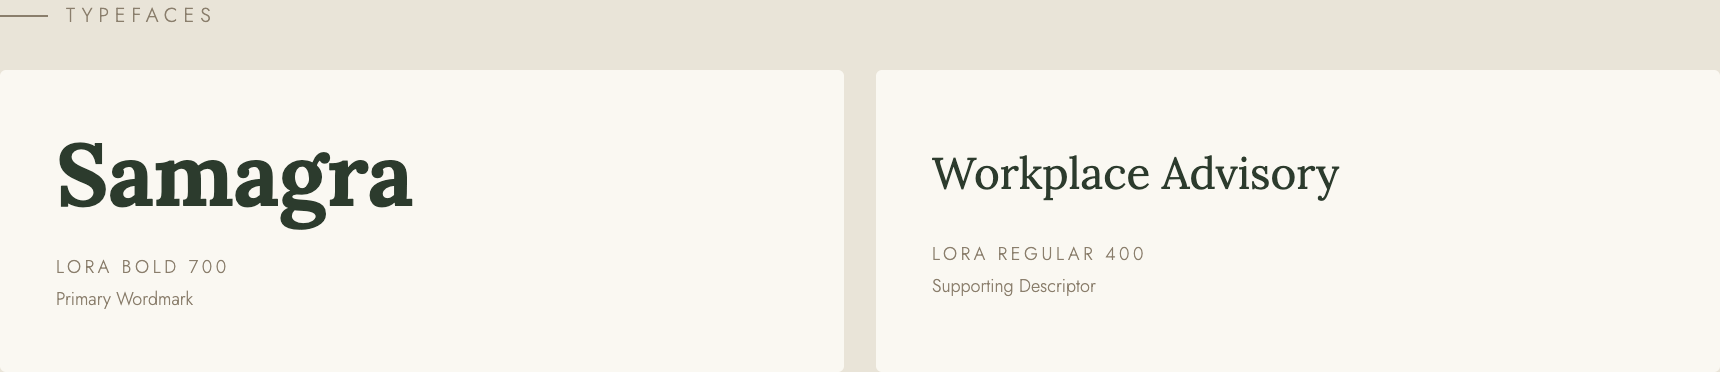 TYPEFACES
Samagra
LORA BOLD 700
Primary Wordmark
Workplace Advisory
LORA REGULAR 400
Supporting Descriptor